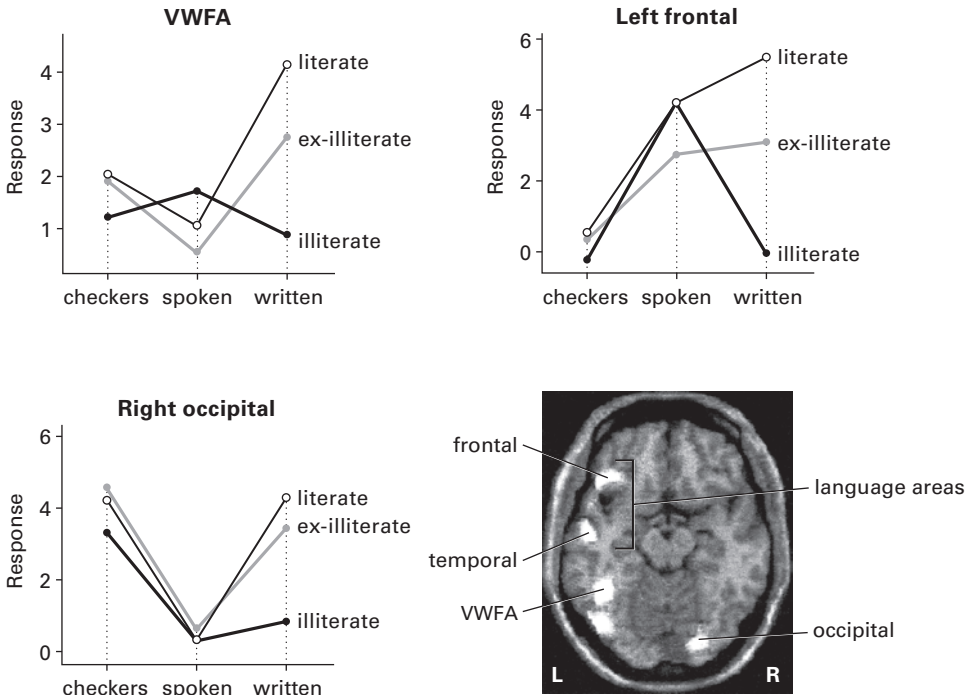 VWFA
Response
4
3
2
1
literate
ex-illiterate
illiterate
checkers spoken written
Left frontal
Response
6
4
2
0
literate
ex-illiterate
illiterate
checkers spoken written
Right occipital
Response
6
4
2
0
literate
ex-illiterate
illiterate
checkers spoken written
frontal
language areas
temporal
VWFA
occipital
L R